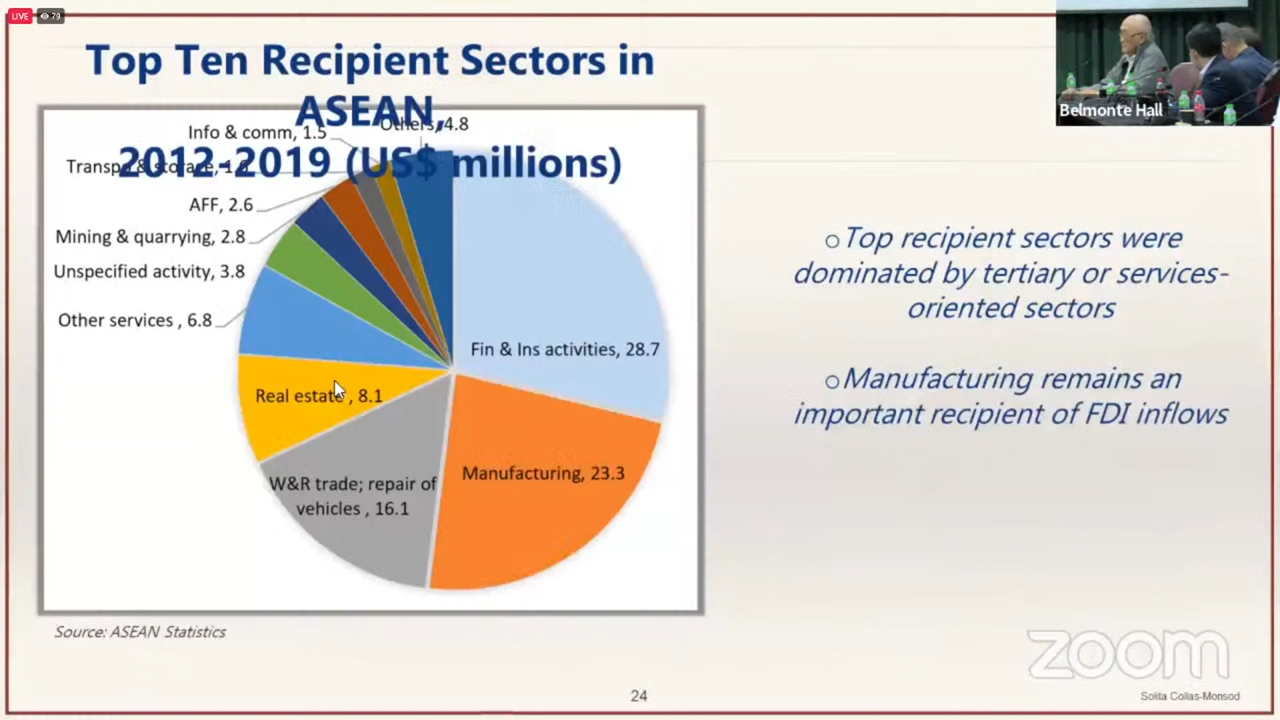 LIVE 79
Top Ten Recipient Sectors in
ASEAN,
2012-2019 (US$ millions)
Belmonte Hall
Info & comm, 1.5
Others, 4.8
Transpo & storage,
AFF, 2.6
Mining & quarrying, 2.8
Unspecified activity, 3.8
Other services , 6.8
Fin & Ins activities, 28.7
Real estate , 8.1
Manufacturing, 23.3
W&R trade; repair of
vehicles , 16.1
○Top recipient sectors were
dominated by tertiary or services-
oriented sectors
○Manufacturing remains an
important recipient of FDI inflows
Source: ASEAN Statistics
zoom
24
Solita Collas-Monsod